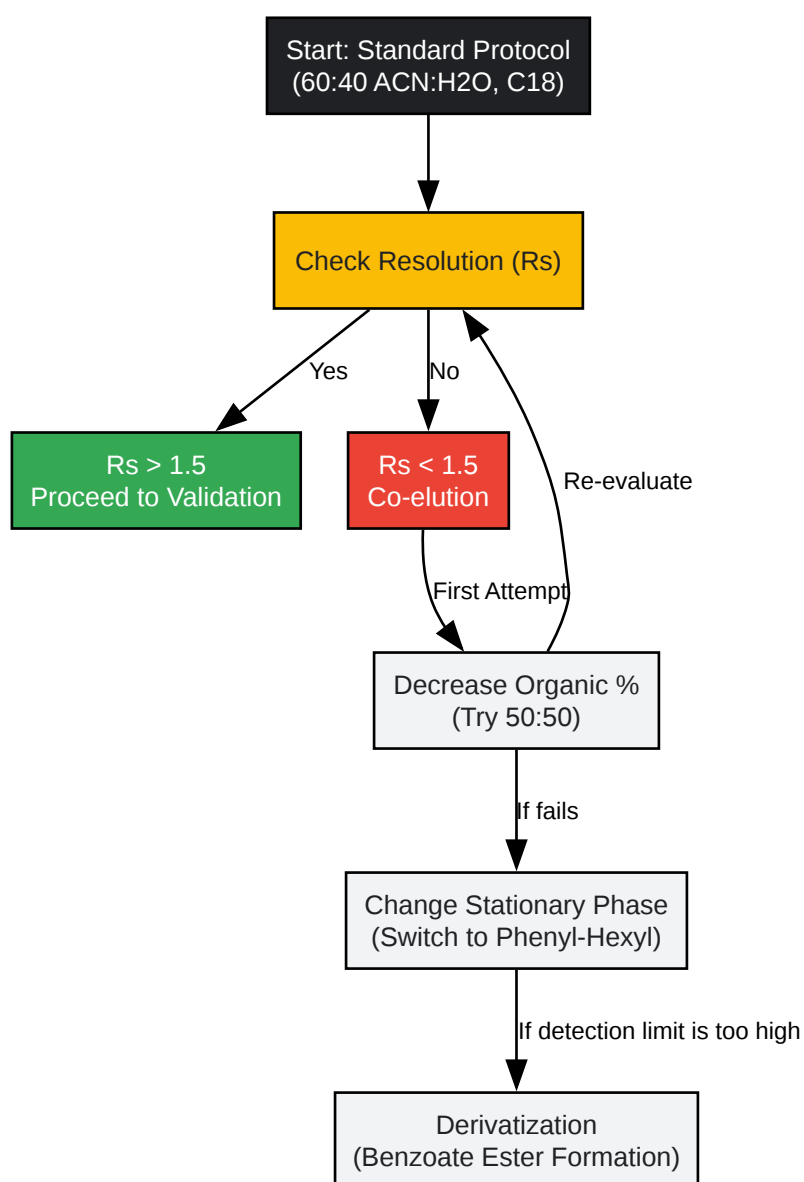 Start: Standard Protocol
(60:40 ACN:H2O, C18)
Check Resolution (Rs)
Yes
No
Rs > 1.5
Proceed to Validation
Rs < 1.5
Co-elution
Re-evaluate
First Attempt
Decrease Organic %
(Try 50:50)
If fails
Change Stationary Phase
(Switch to Phenyl-Hexyl)
If detection limit is too high
Derivatization
(Benzoate Ester Formation)